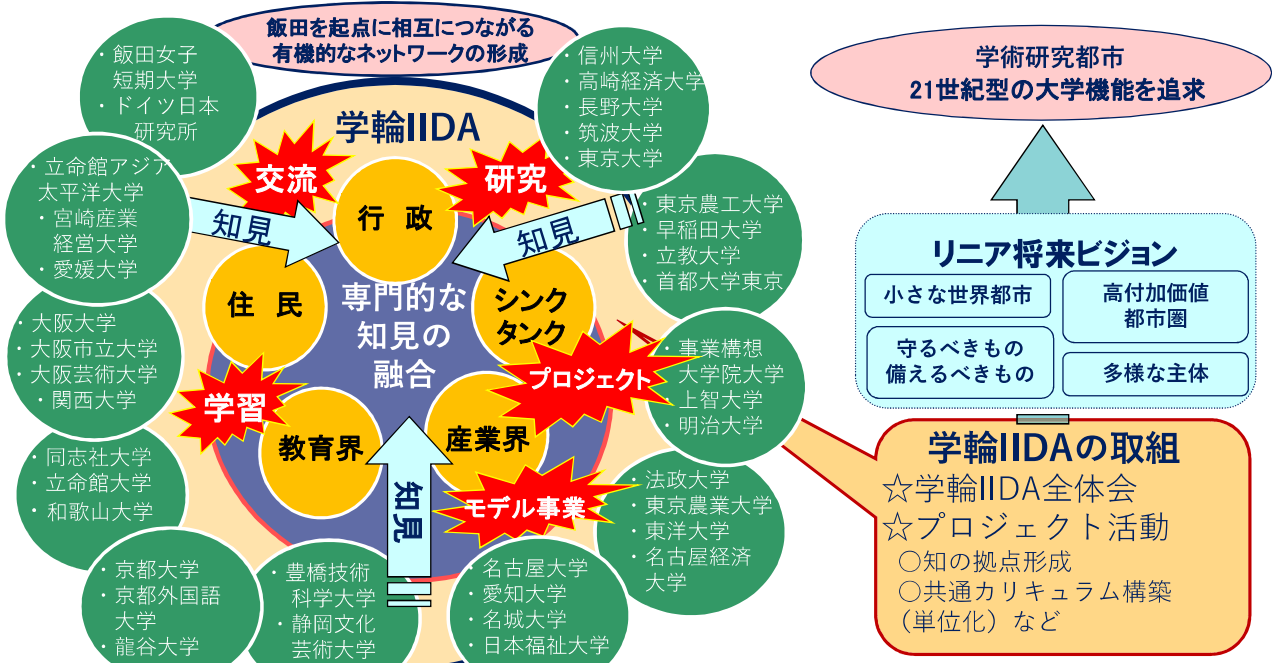 飯田を起点に相互につながる
有機的なネットワークの形成
学輪IIDA
・飯田女子
短期大学
・ドイツ日本
研究所
・立命館アジア
太平洋大学
・宮崎産業
経営大学
・愛媛大学
・大阪大学
・大阪市立大学
・大阪芸術大学
・関西大学
・同志社大学
・立命館大学
・和歌山大学
・京都大学
・京都外国語
大学
・龍谷大学
・豊橋技術
科学大学
・静岡文化
芸術大学
・名古屋大学
・愛知大学
・名城大学
・日本福祉大学
・法政大学
・東京農業大学
・東洋大学
・名古屋経済
大学
・事業構想
大学院大学
・上智大学
・明治大学
・東京農工大学
・早稲田大学
・立教大学
・首都大学東京
・信州大学
・高崎経済大学
・長野大学
・筑波大学
・東京大学
交流
研究
知見
知見
行 政
住 民
専門的な
知見の
融合
シンク
タンク
プロジェクト
学習
教育界
産業界
知見
モデル事業
学術研究都市
21世紀型の大学機能を追求
リニア将来ビジョン
小さな世界都市
高付加価値
都市圏
守るべきもの
備えるべきもの
多様な主体
学輪IIDAの取組
☆学輪IIDA全体会
☆プロジェクト活動
○知の拠点形成
○共通カリキュラム構築
（単位化）など